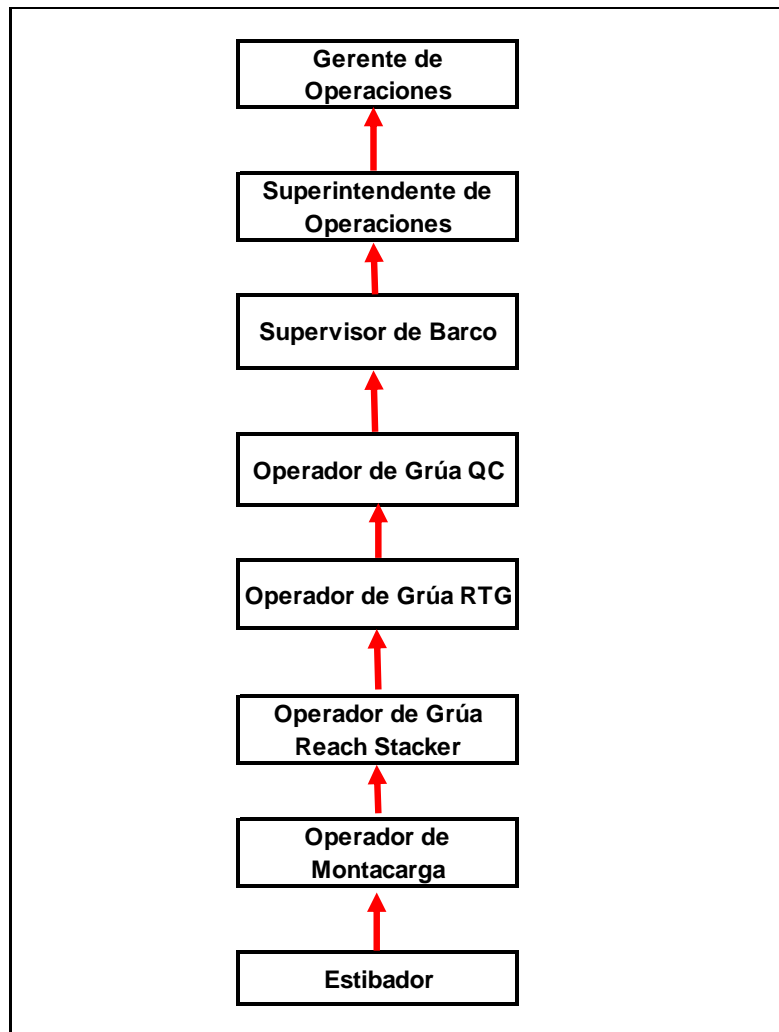 Gerente de
Operaciones
Superintendente de
Operaciones
Supervisor de Barco
Operador de Grúa QC
Operador de Grúa RTG
Operador de Grúa
Reach Stacker
Operador de
Montacarga
Estibador